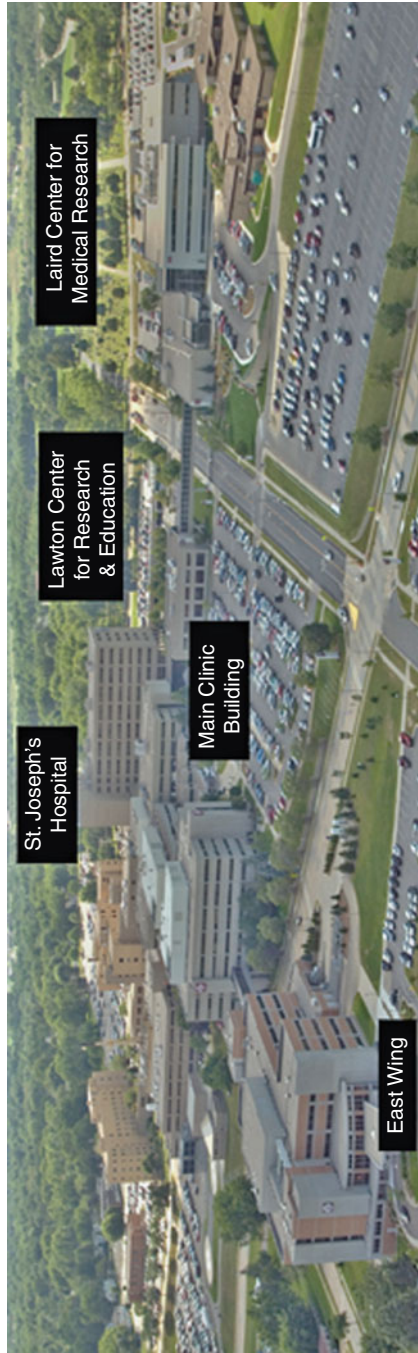 St. Joseph's
Hospital
Lawton Center
for Research
& Education
Laird Center for
Medical Research
Main Clinic
Building
East Wing